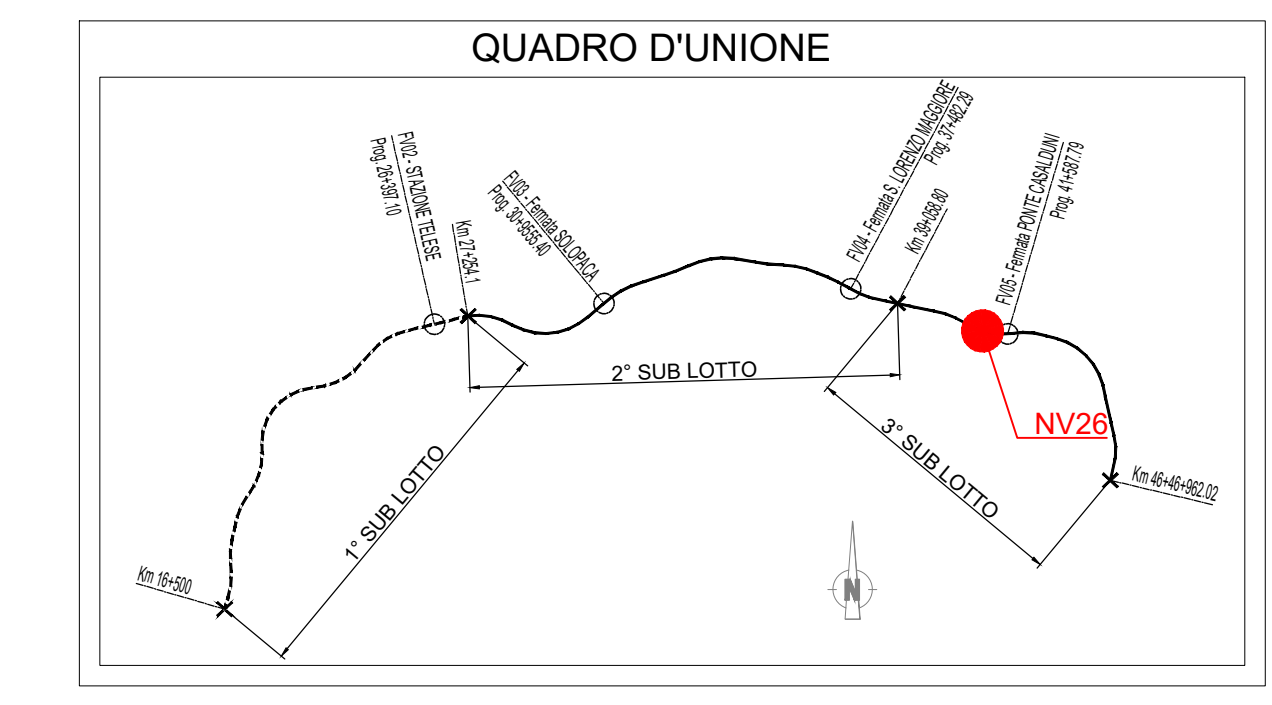 QUADRO D'UNIONE
FV02 - STAZIONE TELESE
Prog. 26+397.10
Km 27+254.1
FV03 - Fermata SOLOPACA
Prog. 30+9555.40
FV04 - Fermata S. LORENZO MAGGIORE
Prog. 37+482.29
Km 39+058.80
FV05 - Fermata PONTE CASALDUNI
Prog. 41+587.79
2° SUB LOTTO
NV26
1° SUB LOTTO
3° SUB LOTTO
Km 46+46+962.02
Km 16+500
N